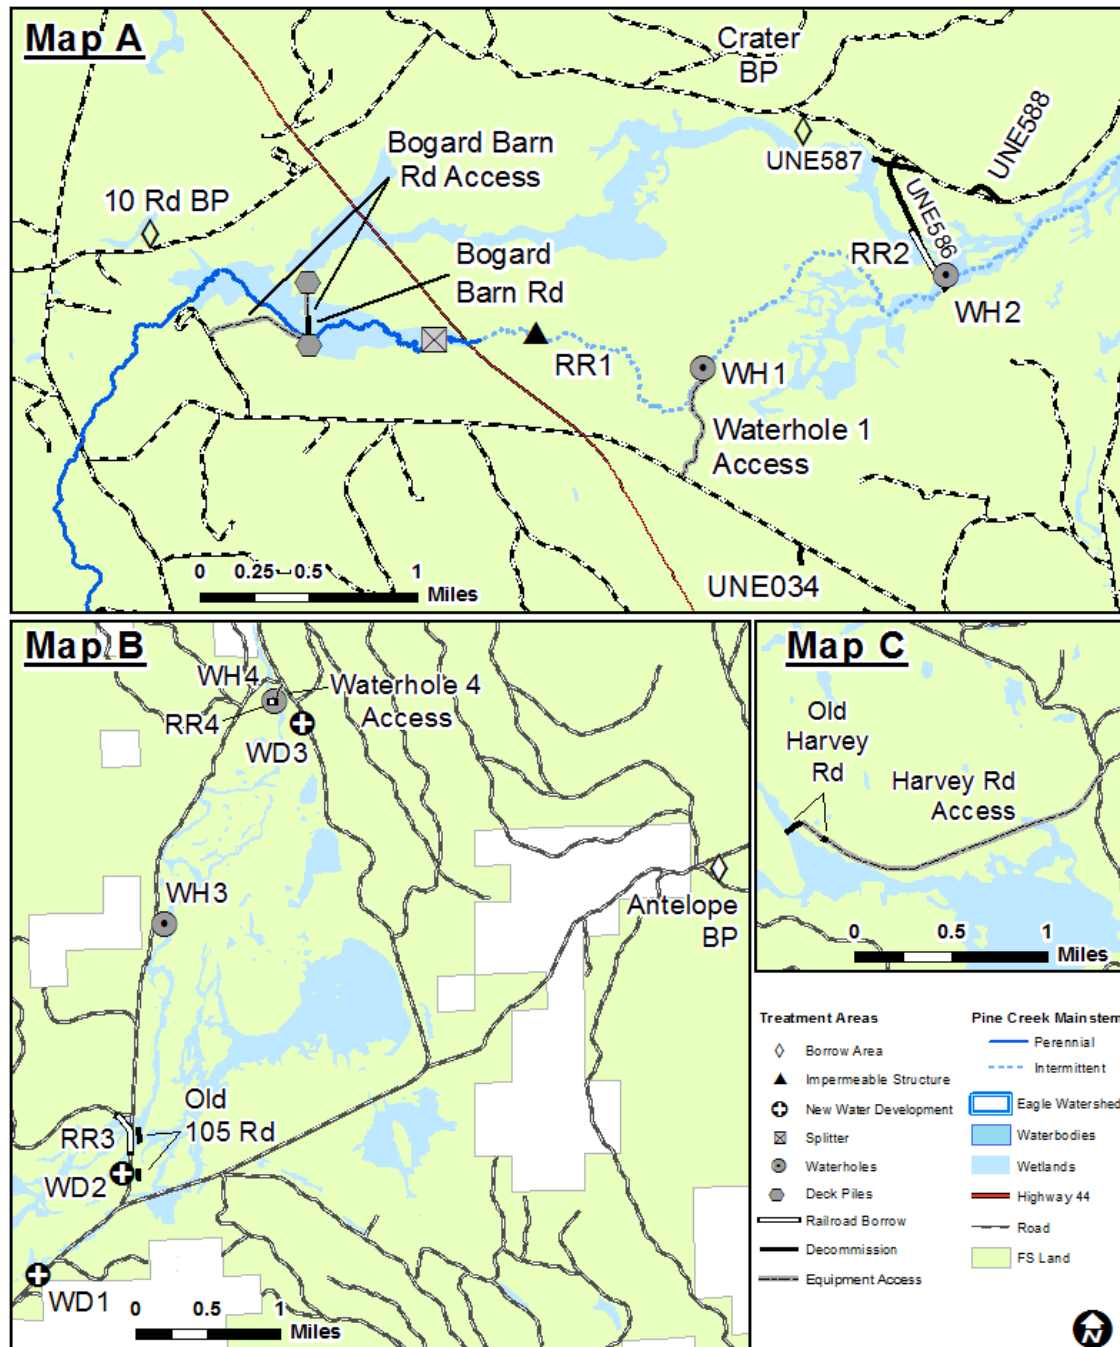 Map A
Crater
BP
UNE588
UNE587
Bogard Barn
Rd Access
10 Rd BP
UNE586
RR2
Bogard
Barn Rd
WH2
RR1
WH1
Waterhole 1
Access
0 0.25 0.5 1
Miles
UNE034
Map B
WH4
Waterhole 4
Access
RR4
WD3
WH3
Antelope
BP
Old
105 Rd
RR3
WD2
WD1
0 0.5 1
Miles
Map C
Old
Harvey
Rd
Harvey Rd
Access
0 0.5 1
Miles
Treatment Areas
Borrow Area
Impermeable Structure
New Water Development
Splitter
Waterholes
Deck Piles
Railroad Borrow
Decommission
Equipment Access
Pine Creek Mainstem
Perennial
Intermittent
Eagle Watershed
Waterbodies
Wetlands
Highway 44
Road
FS Land
N